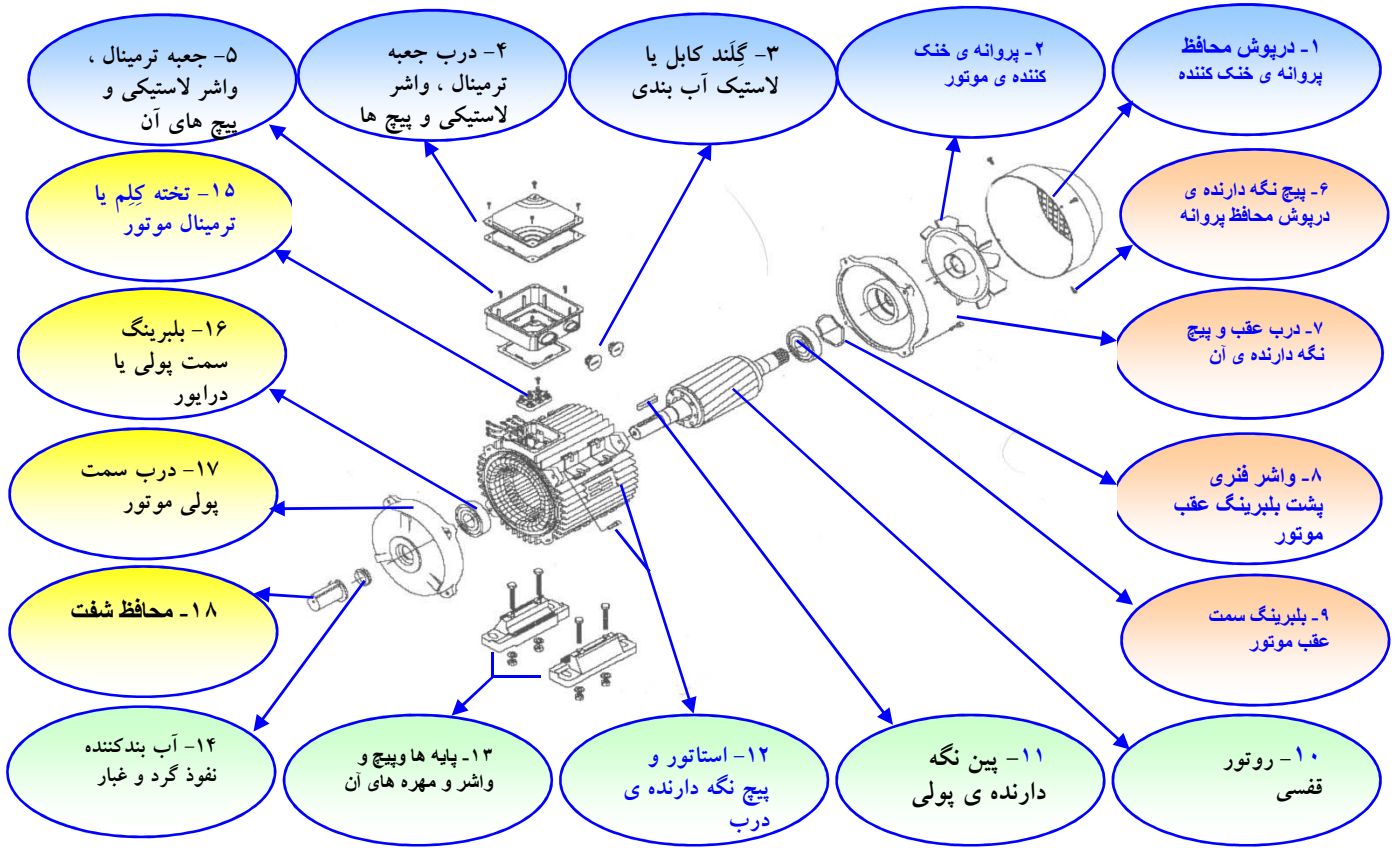 ۱- درپوش محافظ
پروانه ی خنک کننده
۲- پروانه ی خنک
کننده ی موتور
۳- گِلَند کابل یا
لاستیک آب بندی
۴- درب جعبه
ترمینال ، واشر
لاستیکی و پیچ ها
۵- جعبه ترمینال ،
واشر لاستیکی و
پیچ های آن
۶- پیچ نگه دارنده ی
درپوش محافظ پروانه
۷- درب عقب و پیچ
نگه دارنده ی آن
۸- واشر فنری
پشت بلبرینگ عقب
موتور
۹- بلبرینگ سمت
عقب موتور
۱۰- روتور
قفسی
۱۱- پین نگه
دارنده ی پولی
۱۲- استاتور و
پیچ نگه دارنده ی
درب
۱۳- پایه ها وپیچ و
واشر و مهره های آن
۱۴- آب بندکننده
نفوذ گرد و غبار
۱۵- تخته کِلِم یا
ترمینال موتور
۱۶- بلبرینگ
سمت پولی یا
درایور
۱۷- درب سمت
پولی موتور
۱۸- محافظ شفت